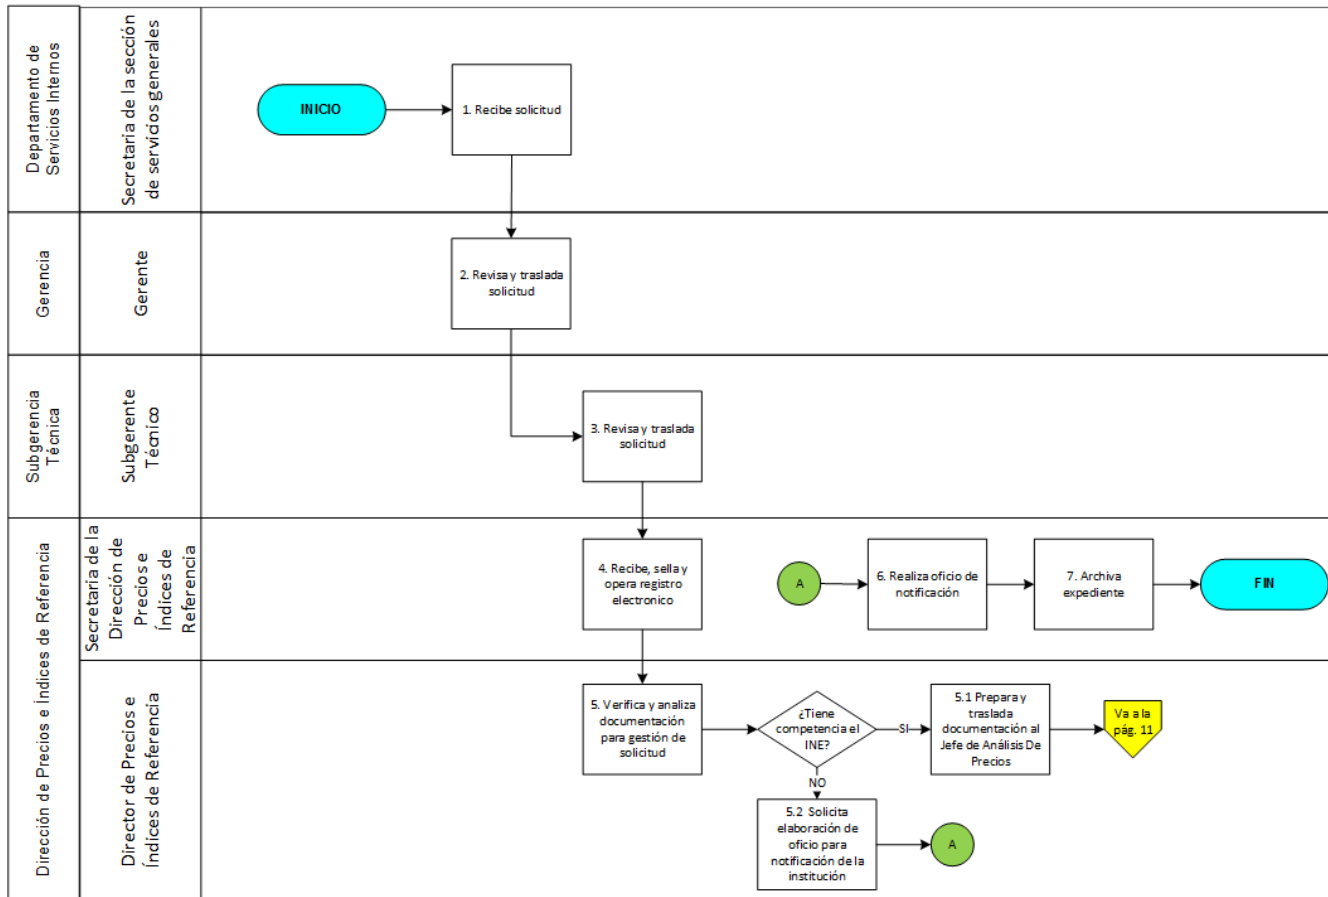 Departamento de
Servicios Internos
Secretaria de la sección
de servicios generales
INICIO
1. Recibe solicitud
Gerencia
Gerente
2. Revisa y traslada
solicitud
Subgerencia
Técnica
Subgerente
Técnico
3. Revisa y traslada
solicitud
Dirección de Precios e Índices de Referencia
Secretaria de la
Dirección de
Precios e
Índices de
Referencia
4. Recibe, sella y
opera registro
electronico
A
6. Realiza oficio de
notificación
7. Archiva
expediente
FIN
Director de Precios e
Índices de Referencia
5. Verifica y analiza
documentación
para gestión de
solicitud
¿Tiene
competencia el
INE?
SI
5.1 Prepara y
traslada
documentación al
Jefe de Análisis De
Precios
Va a la
pág. 11
NO
5.2 Solicita
elaboración de
oficio para
notificación de la
institución
A